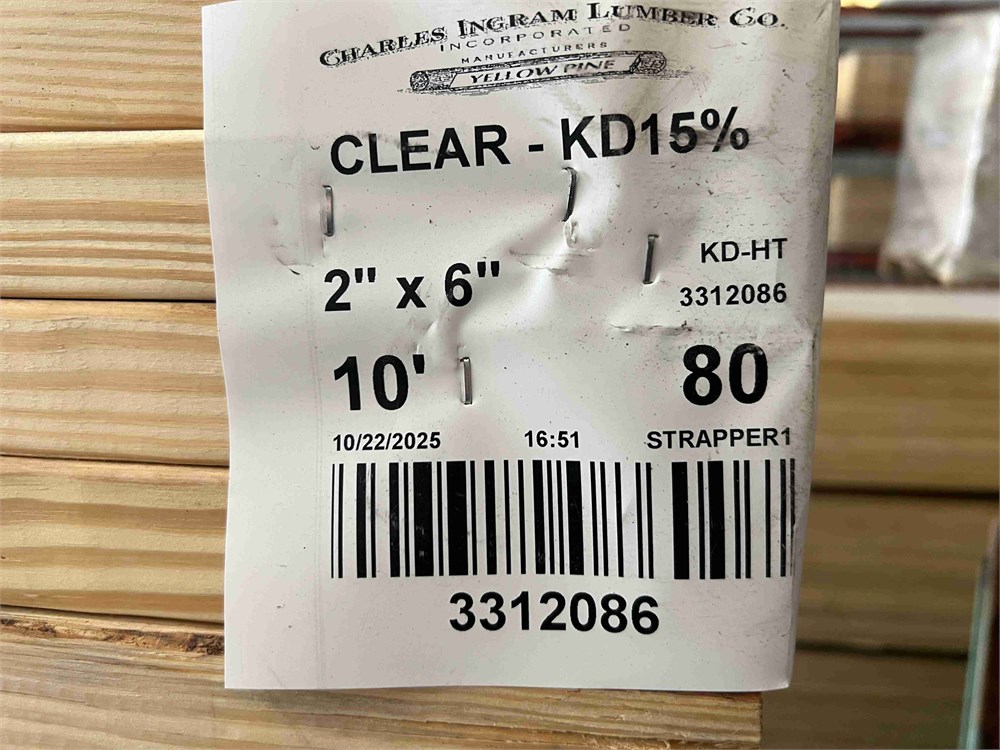 CHARLES INGRAM LUMBER CO.
INCORPORATED
MANUFACTURERS
YELLOW PINE
CLEAR - KD15%
KD-HT
2" x 6"
3312086
10'
80
10/22/2025 16:51 STRAPPER1
3312086